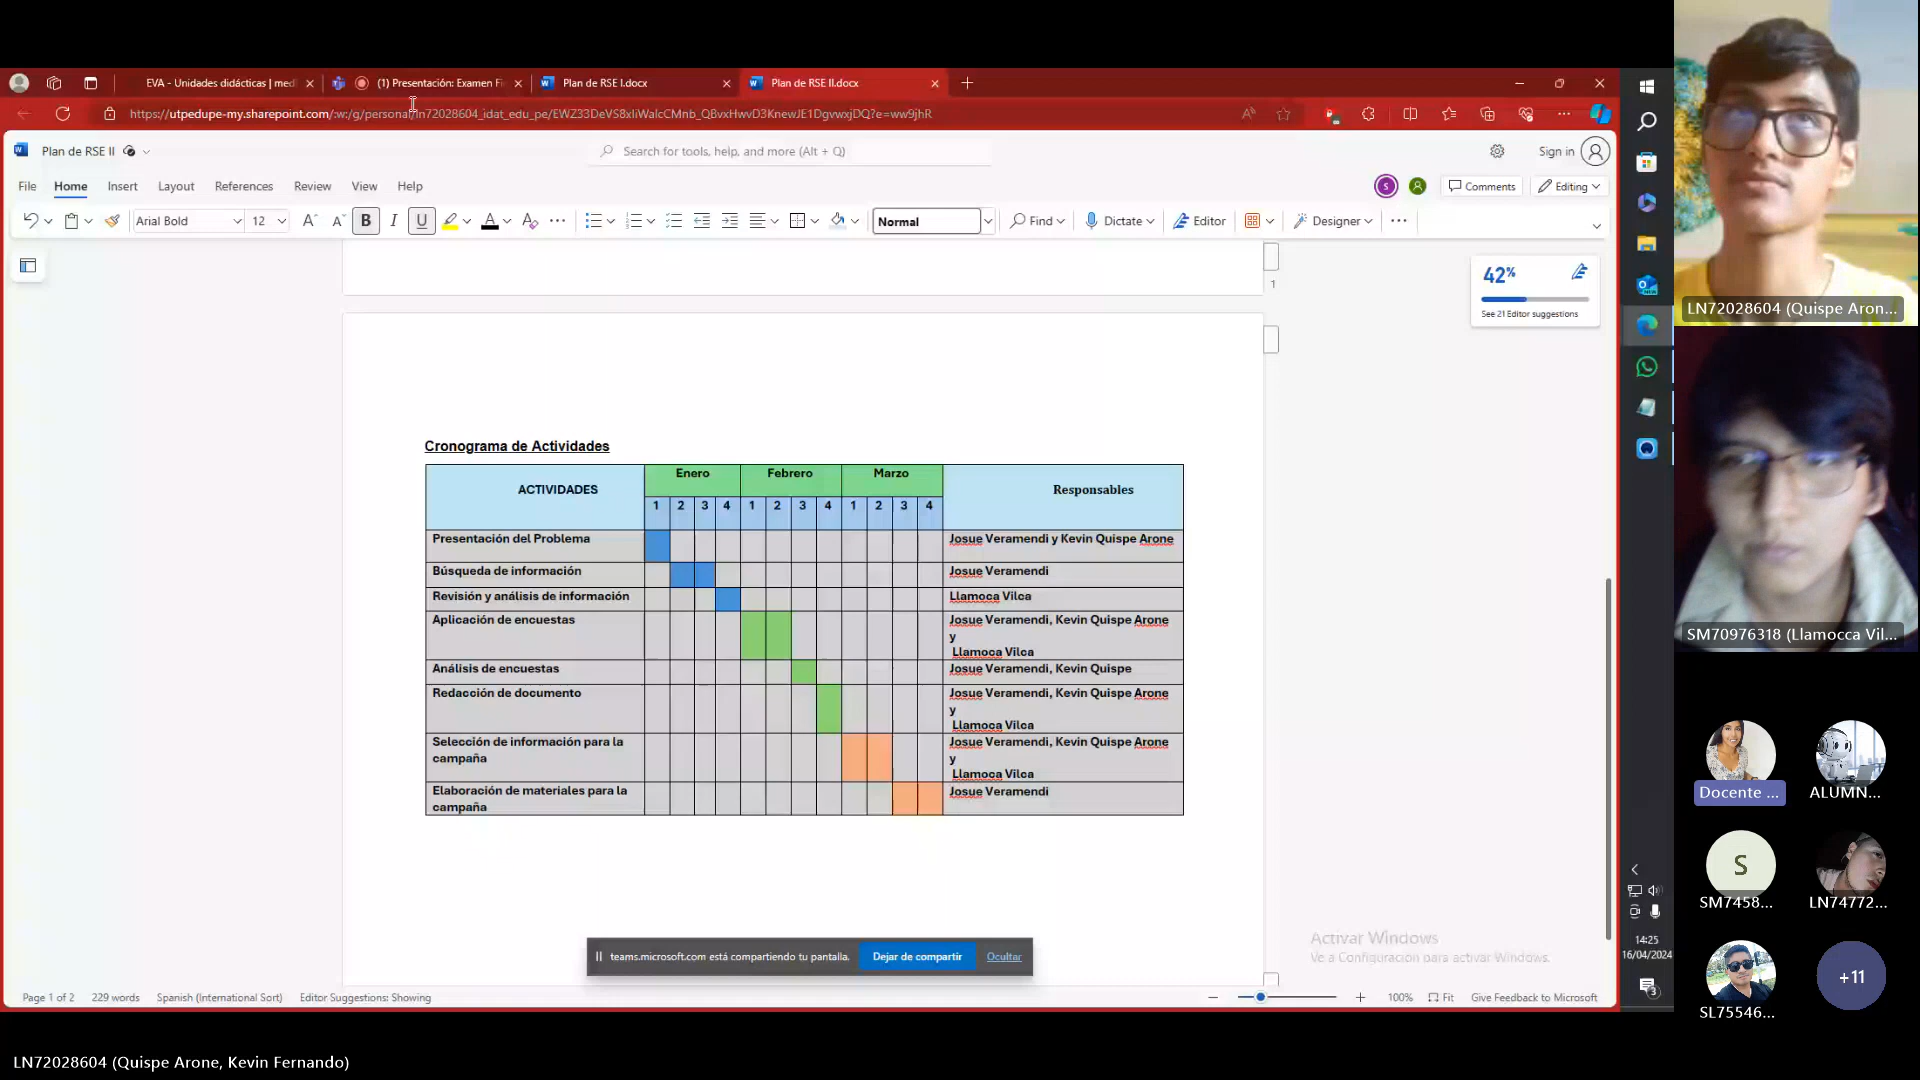 EVA - Unidades didácticas | med
(1) Presentación: Examen Fi
Plan de RSE I.docx
Plan de RSE II.docx
https://utpedupe-my.sharepoint.com/:w:/g/personal/ln72028604_idat_edu_pe/EWZ33DeVS8xIiWalcCMnb_QBvxHwvD3KnewJE1DgvwxjDQ?e=ww9jhR
Plan de RSE II
Search for tools, help, and more (Alt + Q)
Sign in
File Home Insert Layout References Review View Help
S
Comments
Editing
Arial Bold 12
B I U
Normal
Find
Dictate
Editor
Designer
1
42%
See 21 Editor suggestions
Cronograma de Actividades
ACTIVIDADES Enero Febrero Marzo Responsables
1 2 3 4 1 2 3 4 1 2 3 4
Presentación del Problema Josue Veramendi y Kevin Quispe Arone
Búsqueda de información Josue Veramendi
Revisión y análisis de información Llamoca Vilca
Aplicación de encuestas Josue Veramendi, Kevin Quispe Arone
y
Llamoca Vilca
Análisis de encuestas Josue Veramendi, Kevin Quispe
Redacción de documento Josue Veramendi, Kevin Quispe Arone
y
Llamoca Vilca
Selección de información para la Josue Veramendi, Kevin Quispe Arone
campaña y
Llamoca Vilca
Elaboración de materiales para la Josue Veramendi
campaña
Activar Windows
Ve a Configuración para activar Windows.
teams.microsoft.com está compartiendo tu pantalla.
Dejar de compartir
Ocultar
Page 1 of 2
229 words
Spanish (International Sort)
Editor Suggestions: Showing
100%
Fit
Give Feedback to Microsoft
14:25
16/04/2024
3
LN72028604 (Quispe Aron...
SM70976318 (Llamocca Vil...
Docente ...
ALUMN...
S
SM7458...
LN74772...
SL75546...
+11
LN72028604 (Quispe Arone, Kevin Fernando)